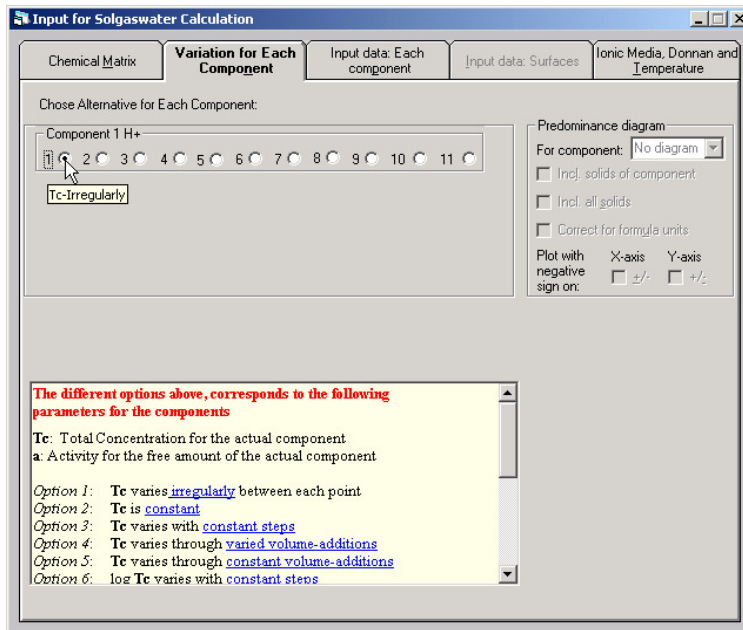 Input for Solgaswater Calculation
Chemical Matrix
Variation for Each
Component
Input data: Each
component
Input data: Surfaces
Ionic Media, Donnan and
Temperature
Chose Alternative for Each Component:
Component 1 H+
1 2 3 4 5 6 7 8 9 10 11
Tc-Irregularly
Predominance diagram
For component: No diagram
Incl. solids of component
Incl. all solids
Correct for formula units
Plot with
negative
sign on:
X-axis Y-axis
+/- +/-
The different options above, corresponds to the following
parameters for the components
Tc: Total Concentration for the actual component
a: Activity for the free amount of the actual component
Option 1: Tc varies irregularly between each point
Option 2: Tc is constant
Option 3: Tc varies with constant steps
Option 4: Tc varies through varied volume-additions
Option 5: Tc varies through constant volume-additions
Option 6: log Tc varies with constant steps